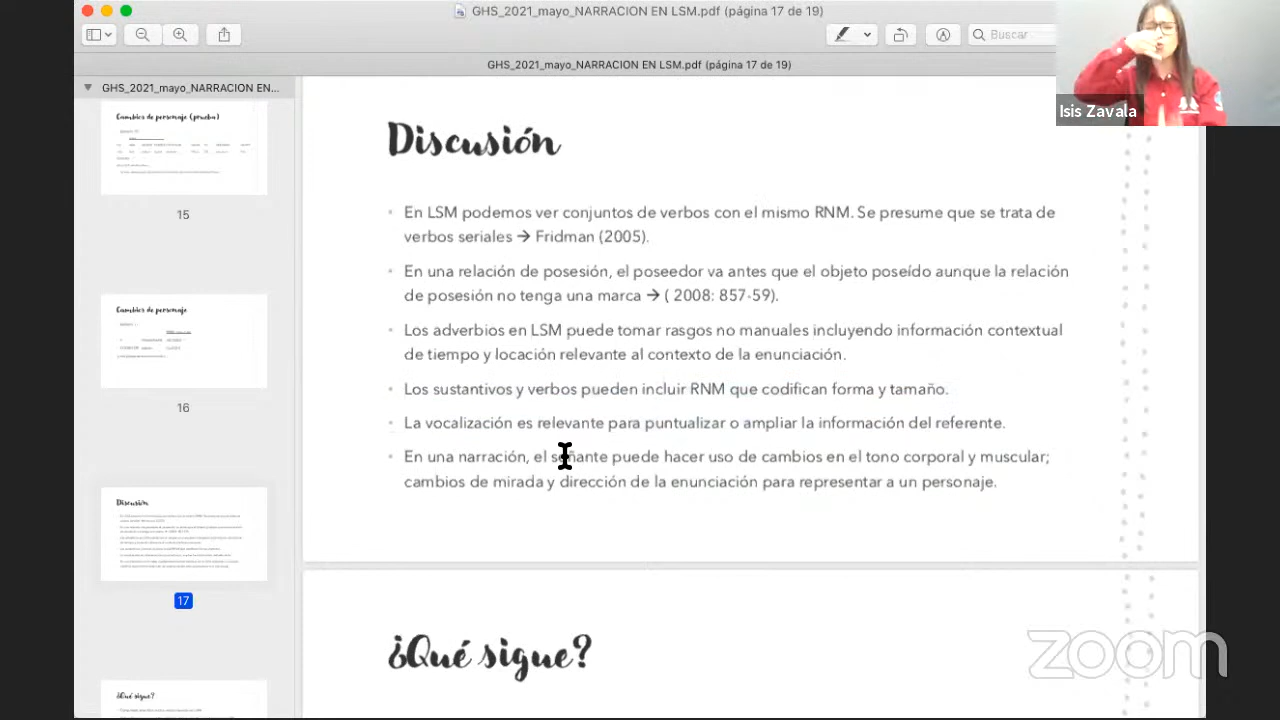 GHS_2021_mayo_NARRACION EN LSM.pdf (página 17 de 19)
Buscar
GHS_2021_mayo_NARRACION EN LSM.pdf (página 17 de 19)
GHS_2021_mayo_NARRACION EN...
Cambios de personaje (prueba)
15
Cambios de personaje
16
Discusión
17
¿Qué sigue?
Isis Zavala
Discusión
En LSM podemos ver conjuntos de verbos con el mismo RNM. Se presume que se trata de
verbos seriales → Fridman (2005).
En una relación de posesión, el poseedor va antes que el objeto poseído aunque la relación
de posesión no tenga una marca → ( 2008: 857-59).
Los adverbios en LSM puede tomar rasgos no manuales incluyendo información contextual
de tiempo y locación relevante al contexto de la enunciación.
Los sustantivos y verbos pueden incluir RNM que codifican forma y tamaño.
La vocalización es relevante para puntualizar o ampliar la información del referente.
En una narración, el señante puede hacer uso de cambios en el tono corporal y muscular;
cambios de mirada y dirección de la enunciación para representar a un personaje.
¿Qué sigue?
zoom